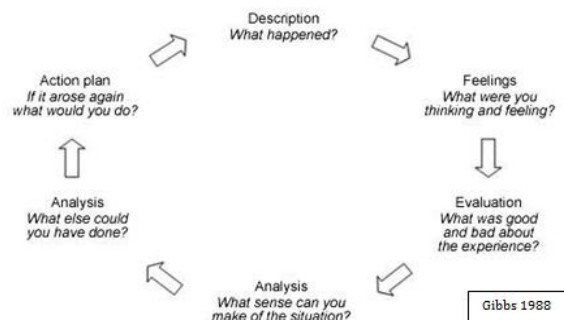 Description
What happened?
Feelings
What were you
thinking and feeling?
Evaluation
What was good
and bad about
the experience?
Analysis
What sense can you
make of the situation?
Analysis
What else could
you have done?
Action plan
If it arose again
what would you do?
Gibbs 1988